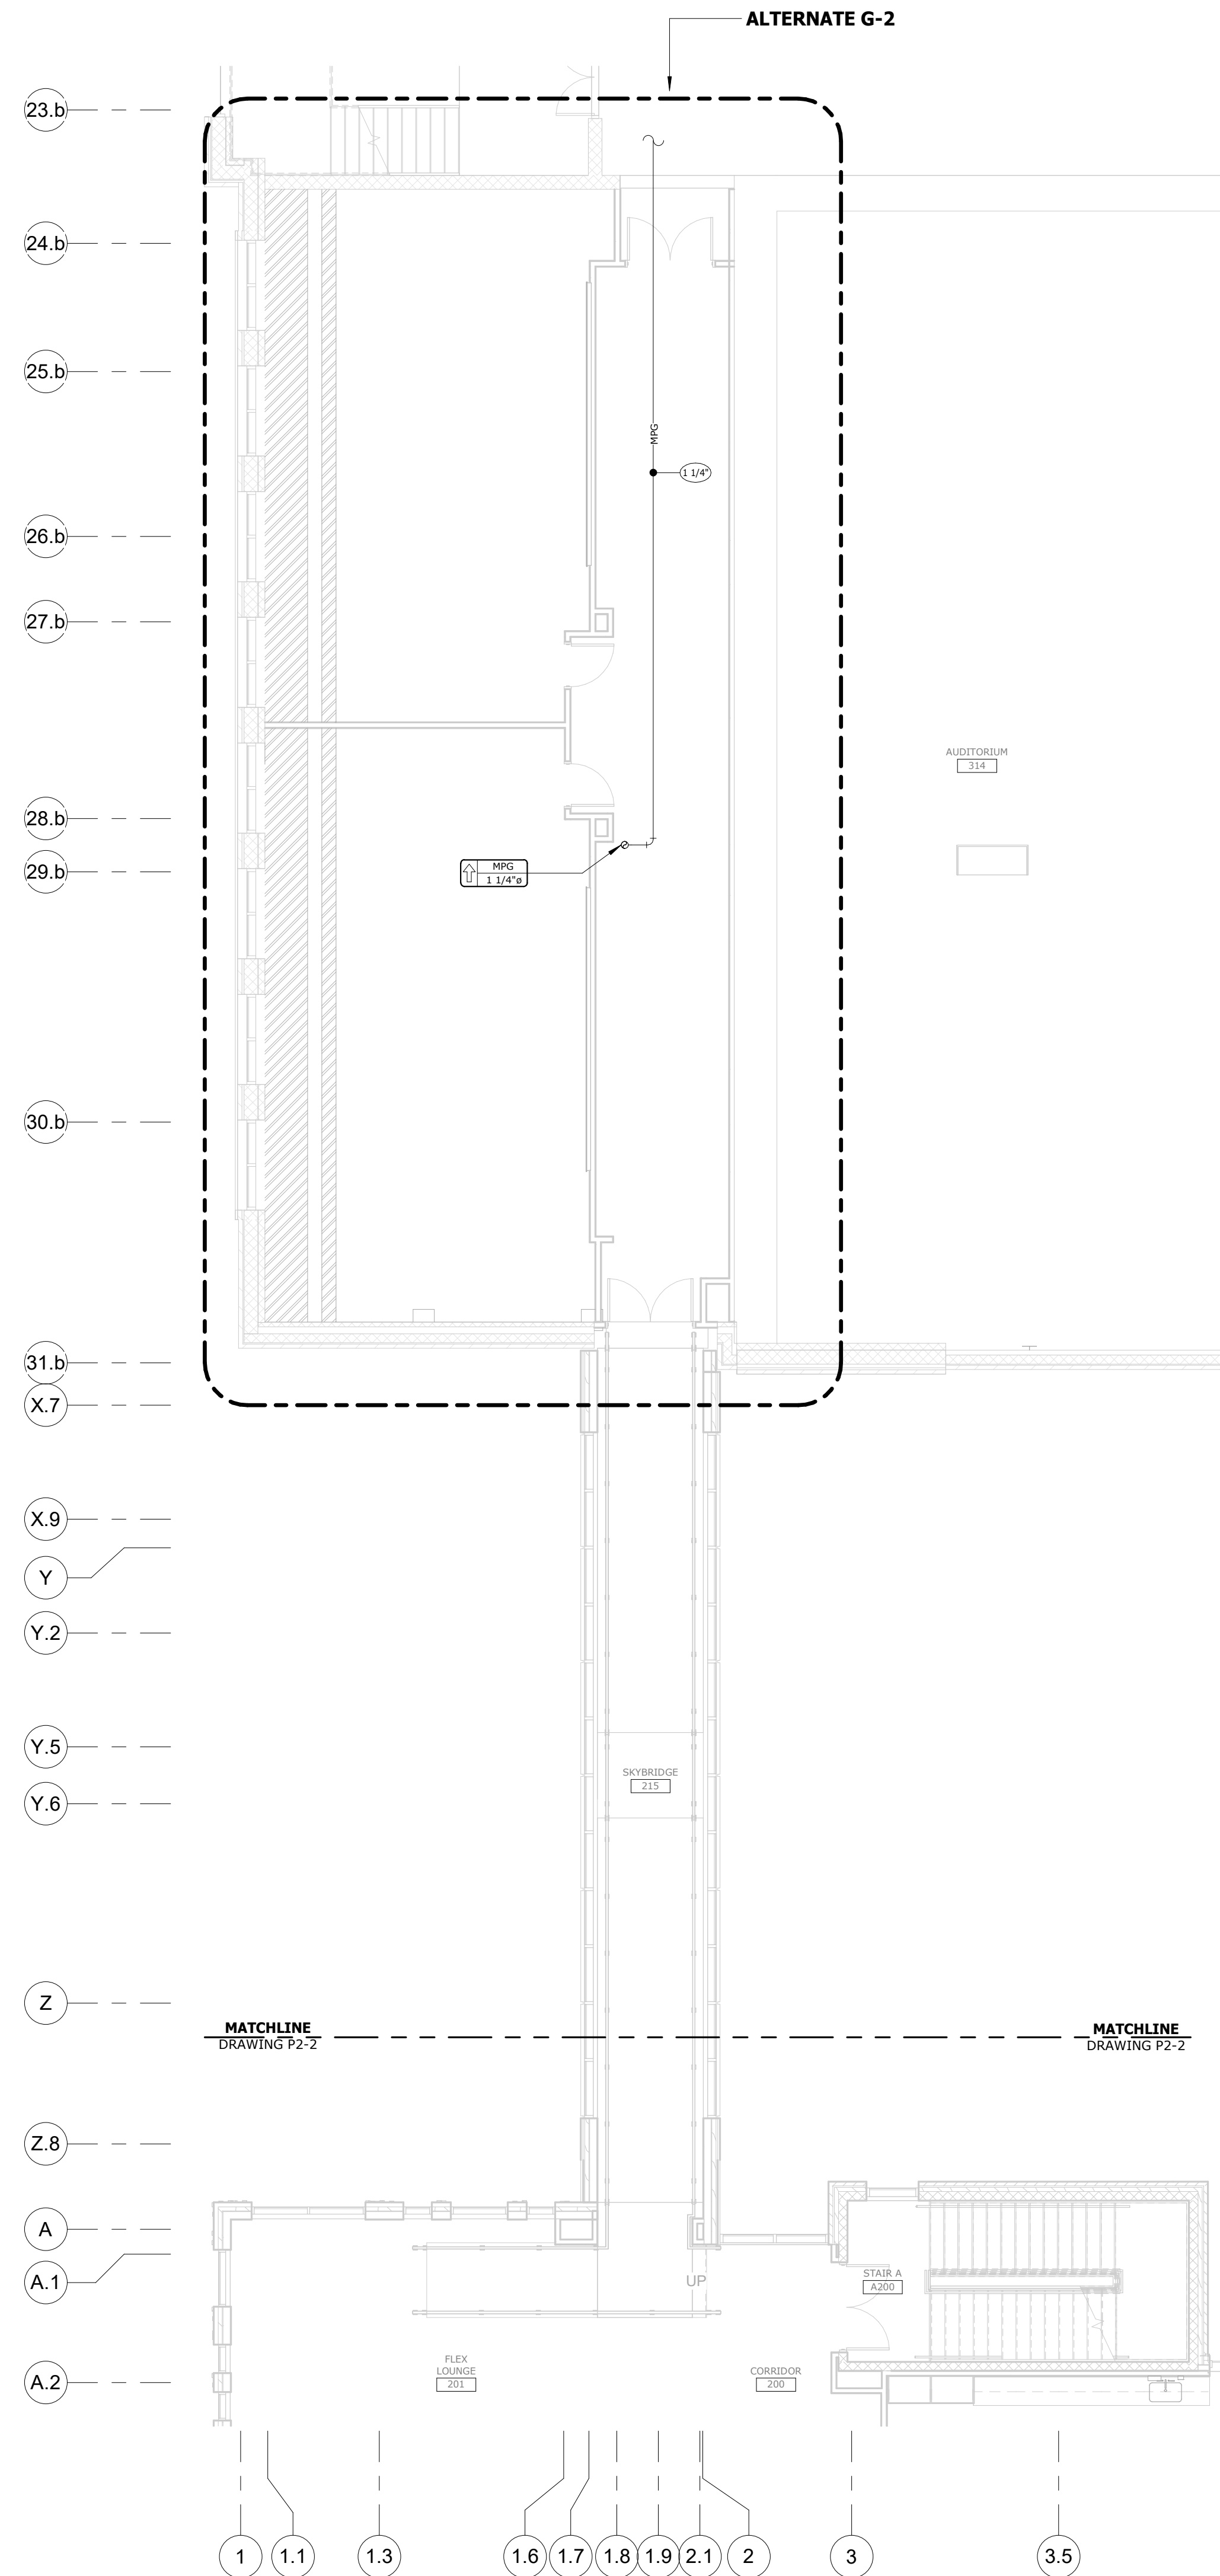 ALTERNATE G-2
23.b
24.b
25.b
MPG
1 1/4"
26.b
27.b
AUDITORIUM
314
28.b
MPG
1 1/4"ø
29.b
30.b
31.b
X.7
X.9
Y
Y.2
Y.5
SKYBRIDGE
215
Y.6
Z
MATCHLINE
DRAWING P2-2
MATCHLINE
DRAWING P2-2
Z.8
A
A.1
UP
STAIR A
A200
FLEX
LOUNGE
201
CORRIDOR
200
A.2
1
1.1
1.3
1.6
1.7
1.8
1.9
2.1
2
3
3.5